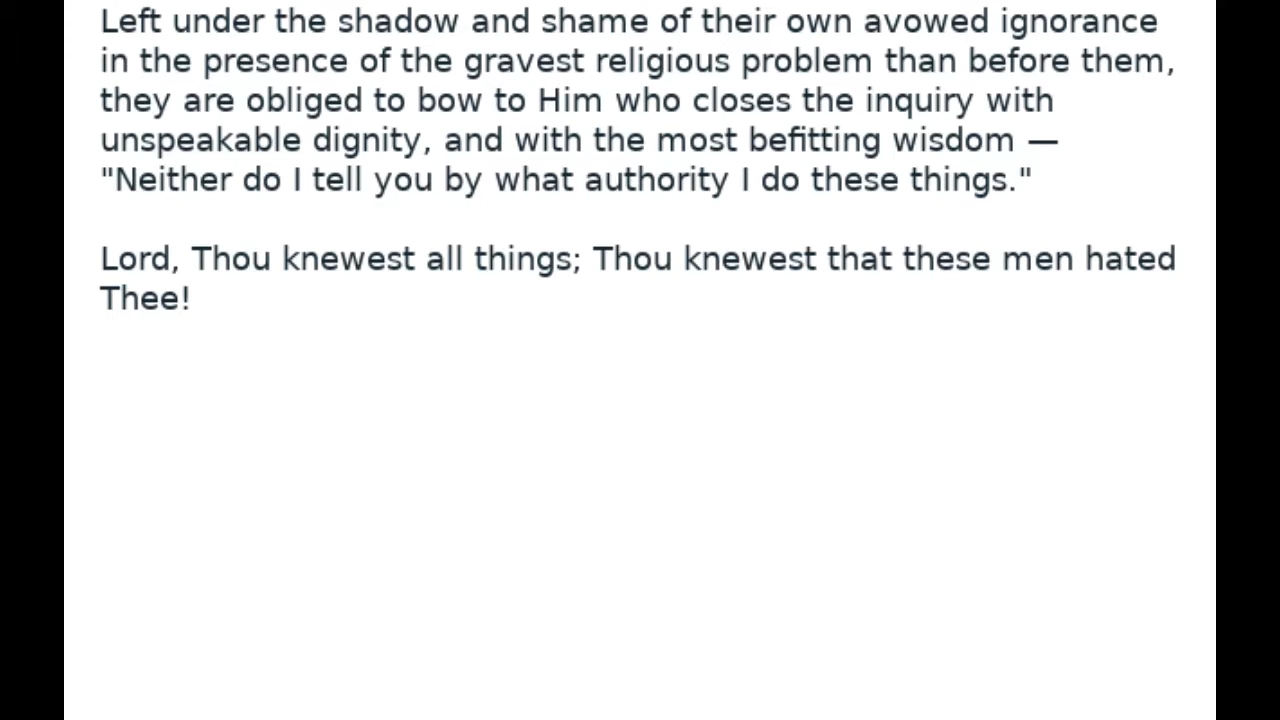 Left under the shadow and shame of their own avowed ignorance
in the presence of the gravest religious problem than before them,
they are obliged to bow to Him who closes the inquiry with
unspeakable dignity, and with the most befitting wisdom —
"Neither do I tell you by what authority I do these things."
Lord, Thou knewest all things; Thou knewest that these men hated
Thee!